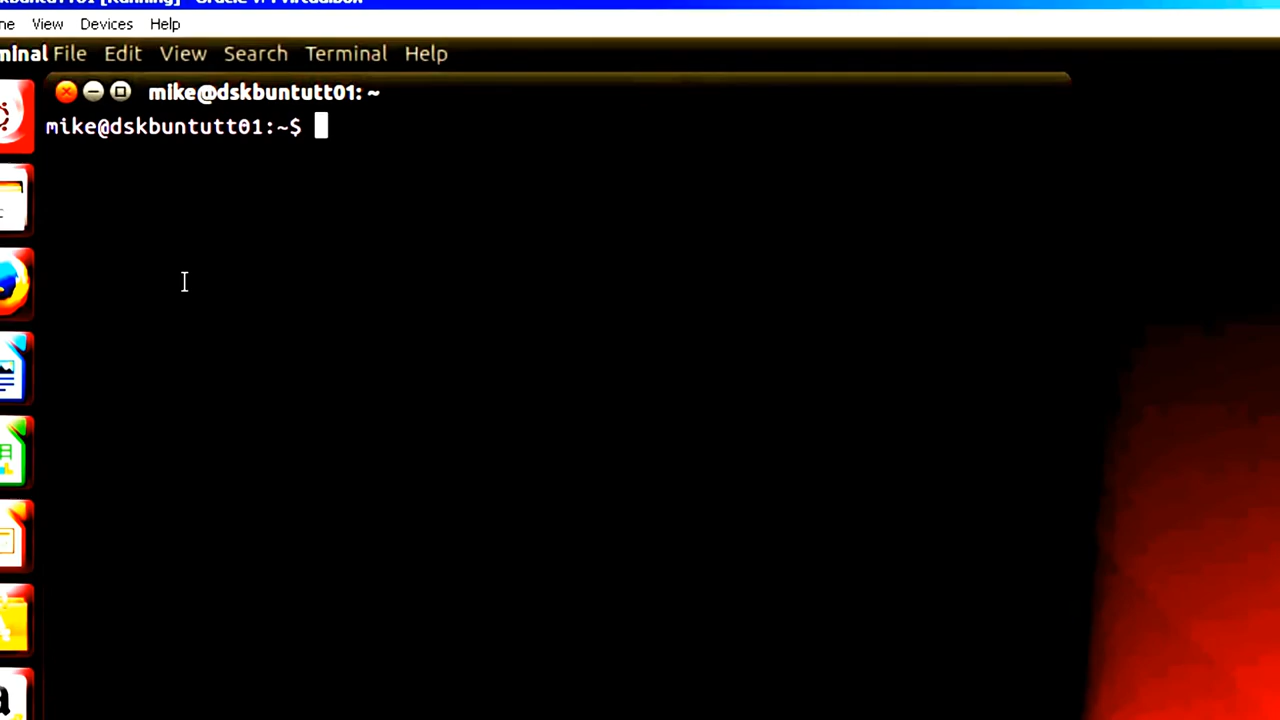 View Devices Help
File Edit View Search Terminal Help
mike@dskbuntutt01: ~
mike@dskbuntutt01:~$